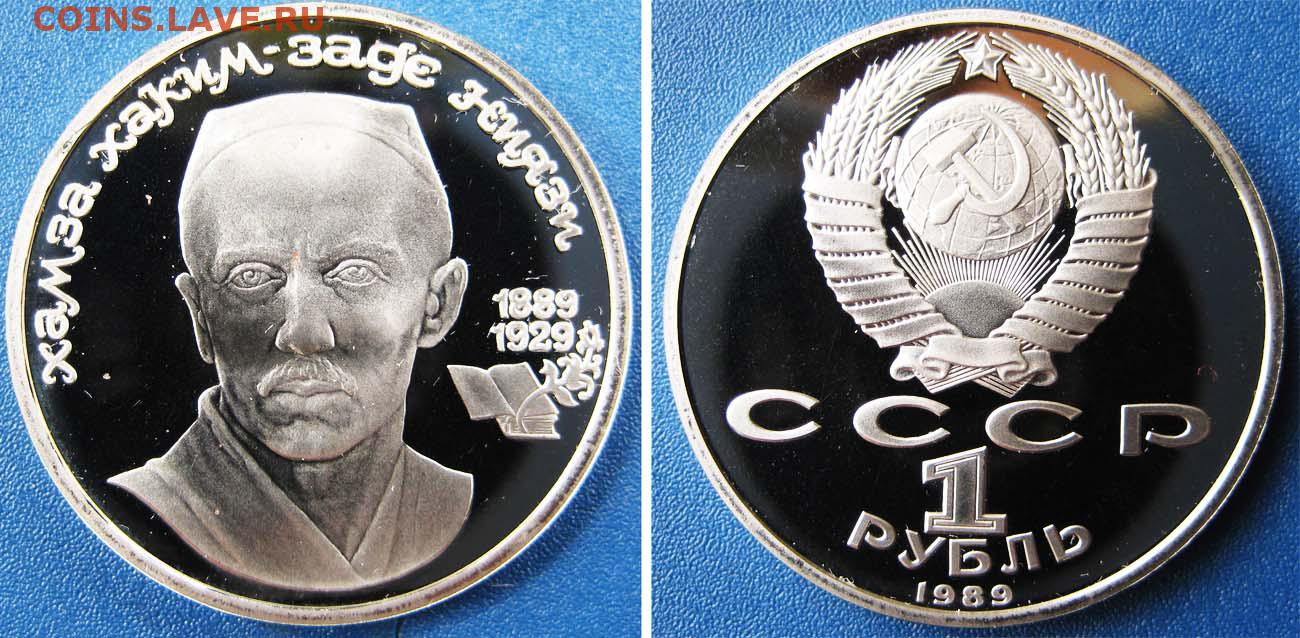 COINS.LAVE.RU
хамза хаким-заде ниязи
1889
1929
СССР
1
РУБЛЬ
1989